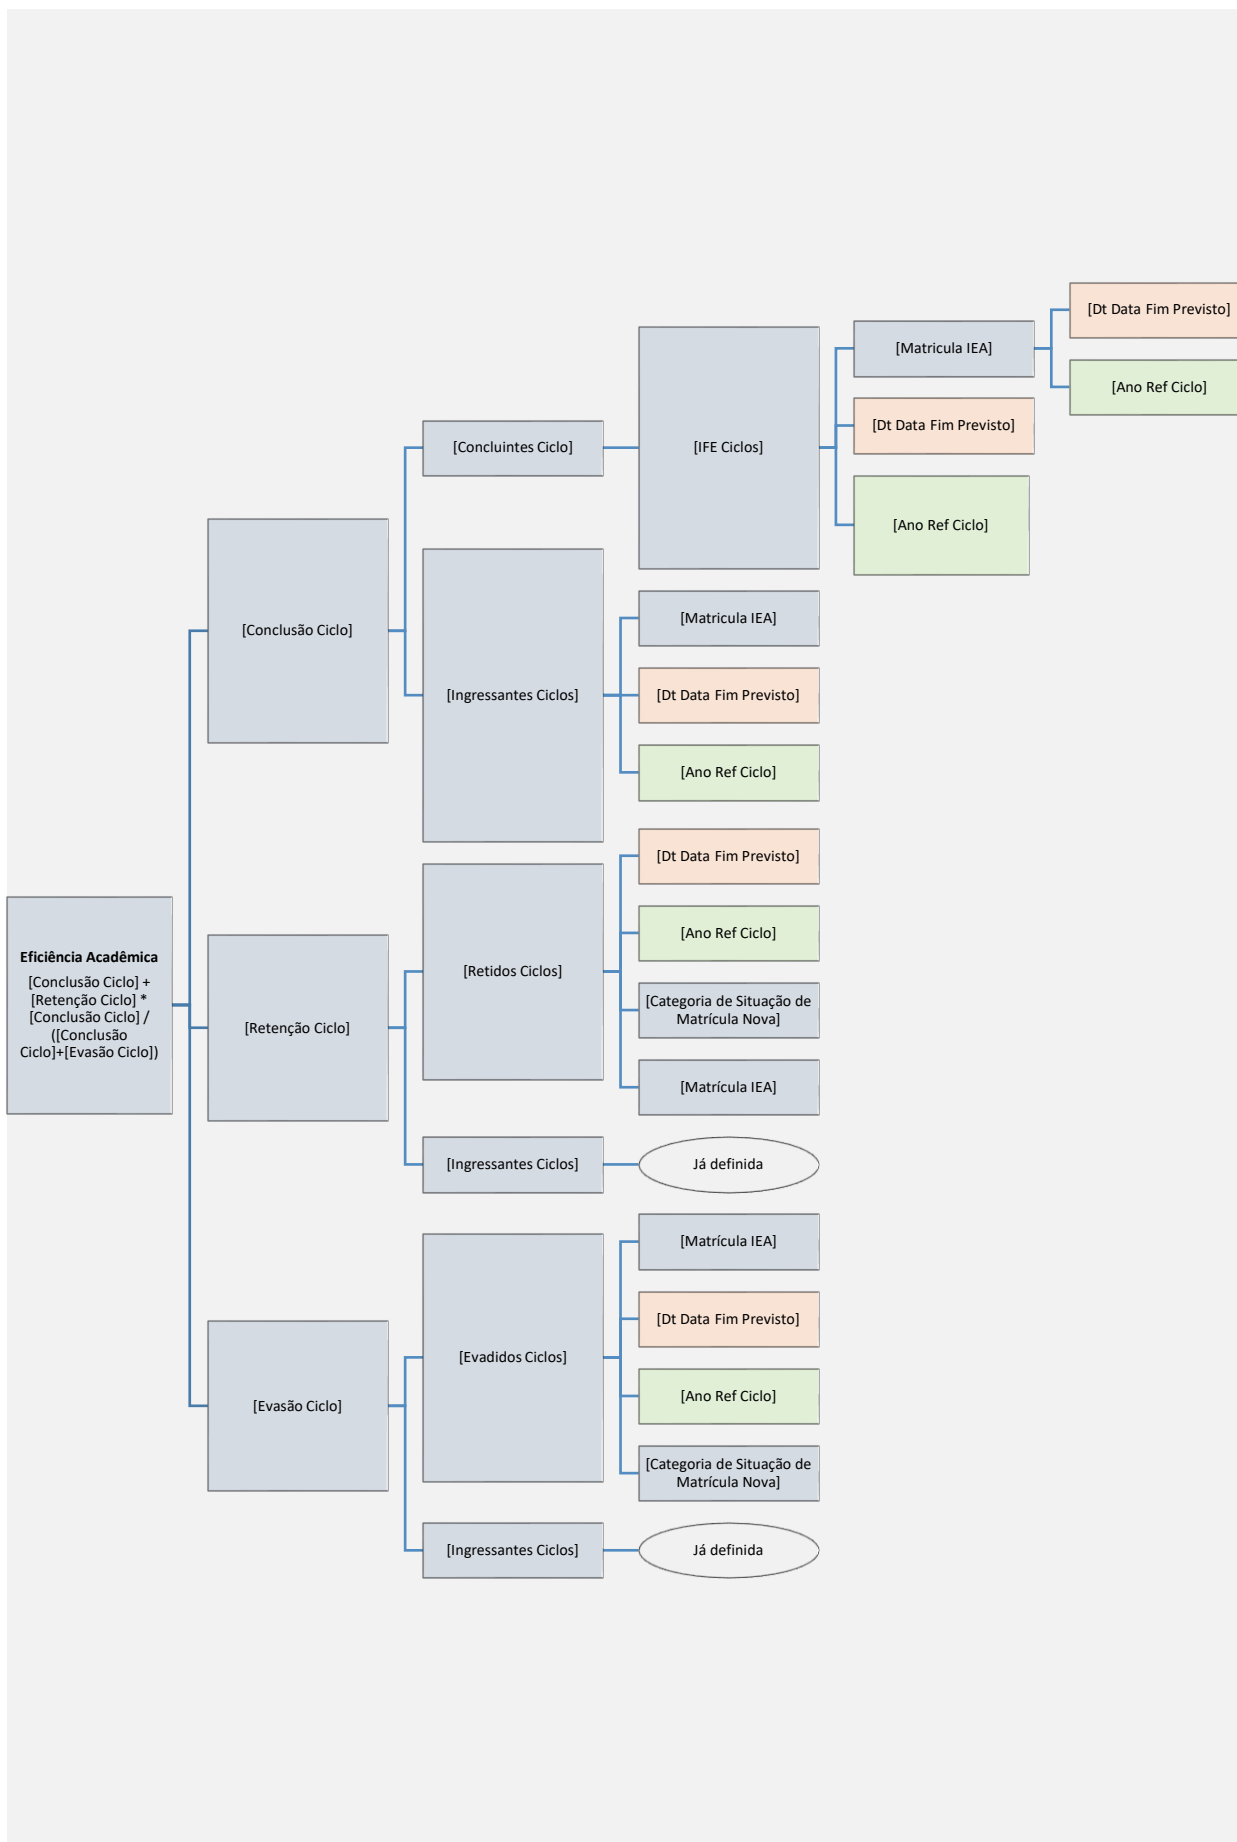 [Dt Data Fim Previsto]
[Matricula IEA]
[Ano Ref Ciclo]
[Dt Data Fim Previsto]
[Concluintes Ciclo]
[IFE Ciclos]
[Ano Ref Ciclo]
[Conclusão Ciclo]
[Matricula IEA]
[Ingressantes Ciclos]
[Dt Data Fim Previsto]
[Ano Ref Ciclo]
[Dt Data Fim Previsto]
[Ano Ref Ciclo]
Eficiência Acadêmica
[Conclusão Ciclo] +
[Retenção Ciclo] *
[Conclusão Ciclo] /
([Conclusão
Ciclo]+[Evasão Ciclo])
[Retidos Ciclos]
[Retenção Ciclo]
[Categoria de Situação de
Matrícula Nova]
[Matrícula IEA]
[Ingressantes Ciclos]
Já definida
[Matrícula IEA]
[Dt Data Fim Previsto]
[Evadidos Ciclos]
[Evasão Ciclo]
[Ano Ref Ciclo]
[Categoria de Situação de
Matrícula Nova]
[Ingressantes Ciclos]
Já definida